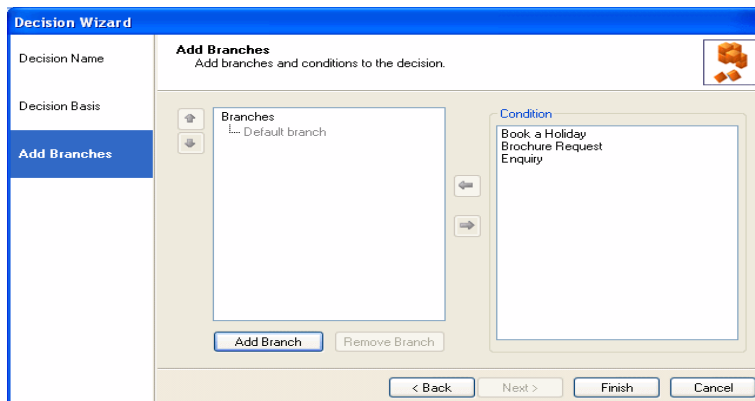 Decision Wizard
Decision Name
Decision Basis
Add Branches
Add Branches
Add branches and conditions to the decision.
Branches
Default branch
Condition
Book a Holiday
Brochure Request
Enquiry
Add Branch
Remove Branch
< Back
Next >
Finish
Cancel